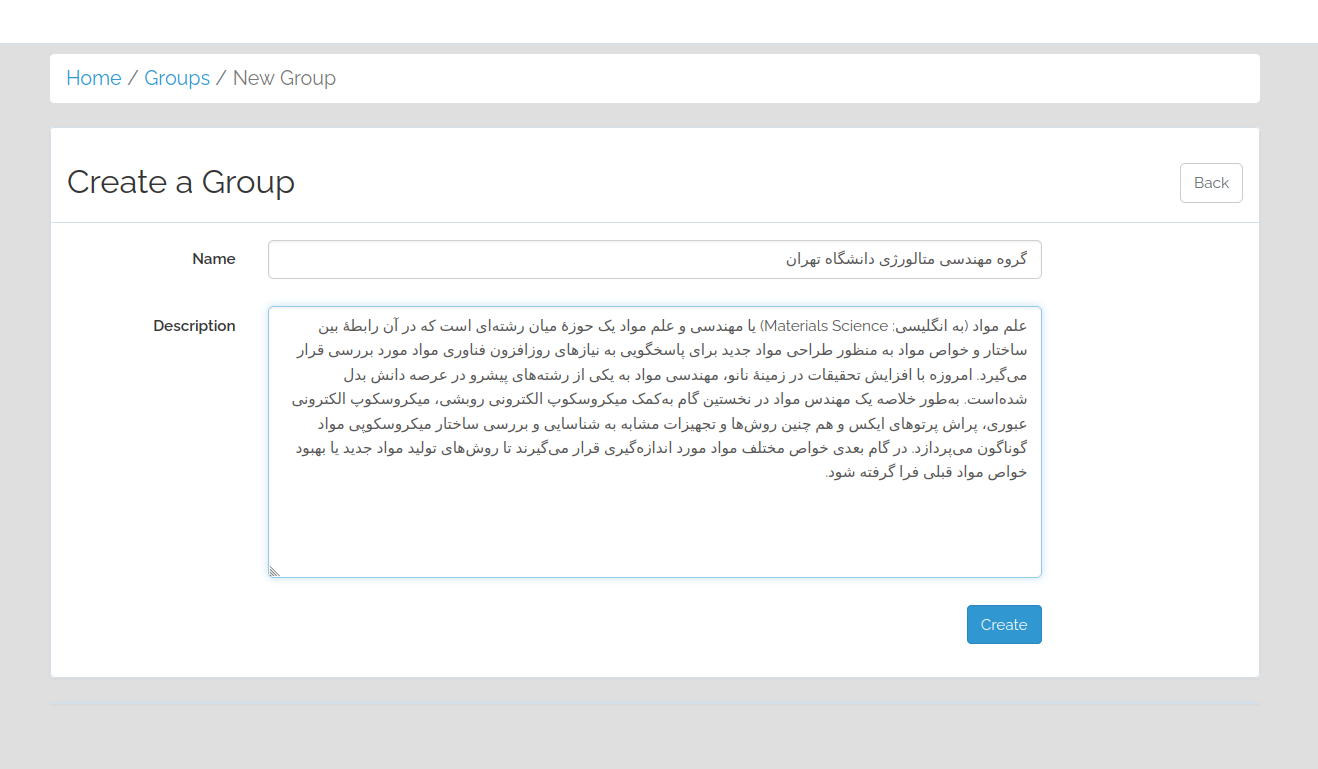 Home / Groups / New Group
Create a Group
Back
Name
گروه مهندسی متالورژی دانشگاه تهران
Description
علم مواد (به انگلیسی: Materials Science) یا مهندسی و علم مواد یک حوزهٔ میان رشته‌ای است که در آن رابطهٔ بین
ساختار و خواص مواد به منظور طراحی مواد جدید برای پاسخگویی به نیازهای روزافزون فناوری مواد مورد بررسی قرار
می‌گیرد. امروزه با افزایش تحقیقات در زمینهٔ نانو، مهندسی مواد به یکی از رشته‌های پیشرو در عرصه دانش بدل
شده‌است. به‌طور خلاصه یک مهندس مواد در نخستین گام به‌کمک میکروسکوپ الکترونی روبشی، میکروسکوپ الکترونی
عبوری، پراش پرتوهای ایکس و هم چنین روش‌ها و تجهیزات مشابه به شناسایی و بررسی ساختار میکروسکوپی مواد
گوناگون می‌پردازد. در گام بعدی خواص مختلف مواد مورد اندازه‌گیری قرار می‌گیرند تا روش‌های تولید مواد جدید یا بهبود
خواص مواد قبلی فرا گرفته شود.
Create